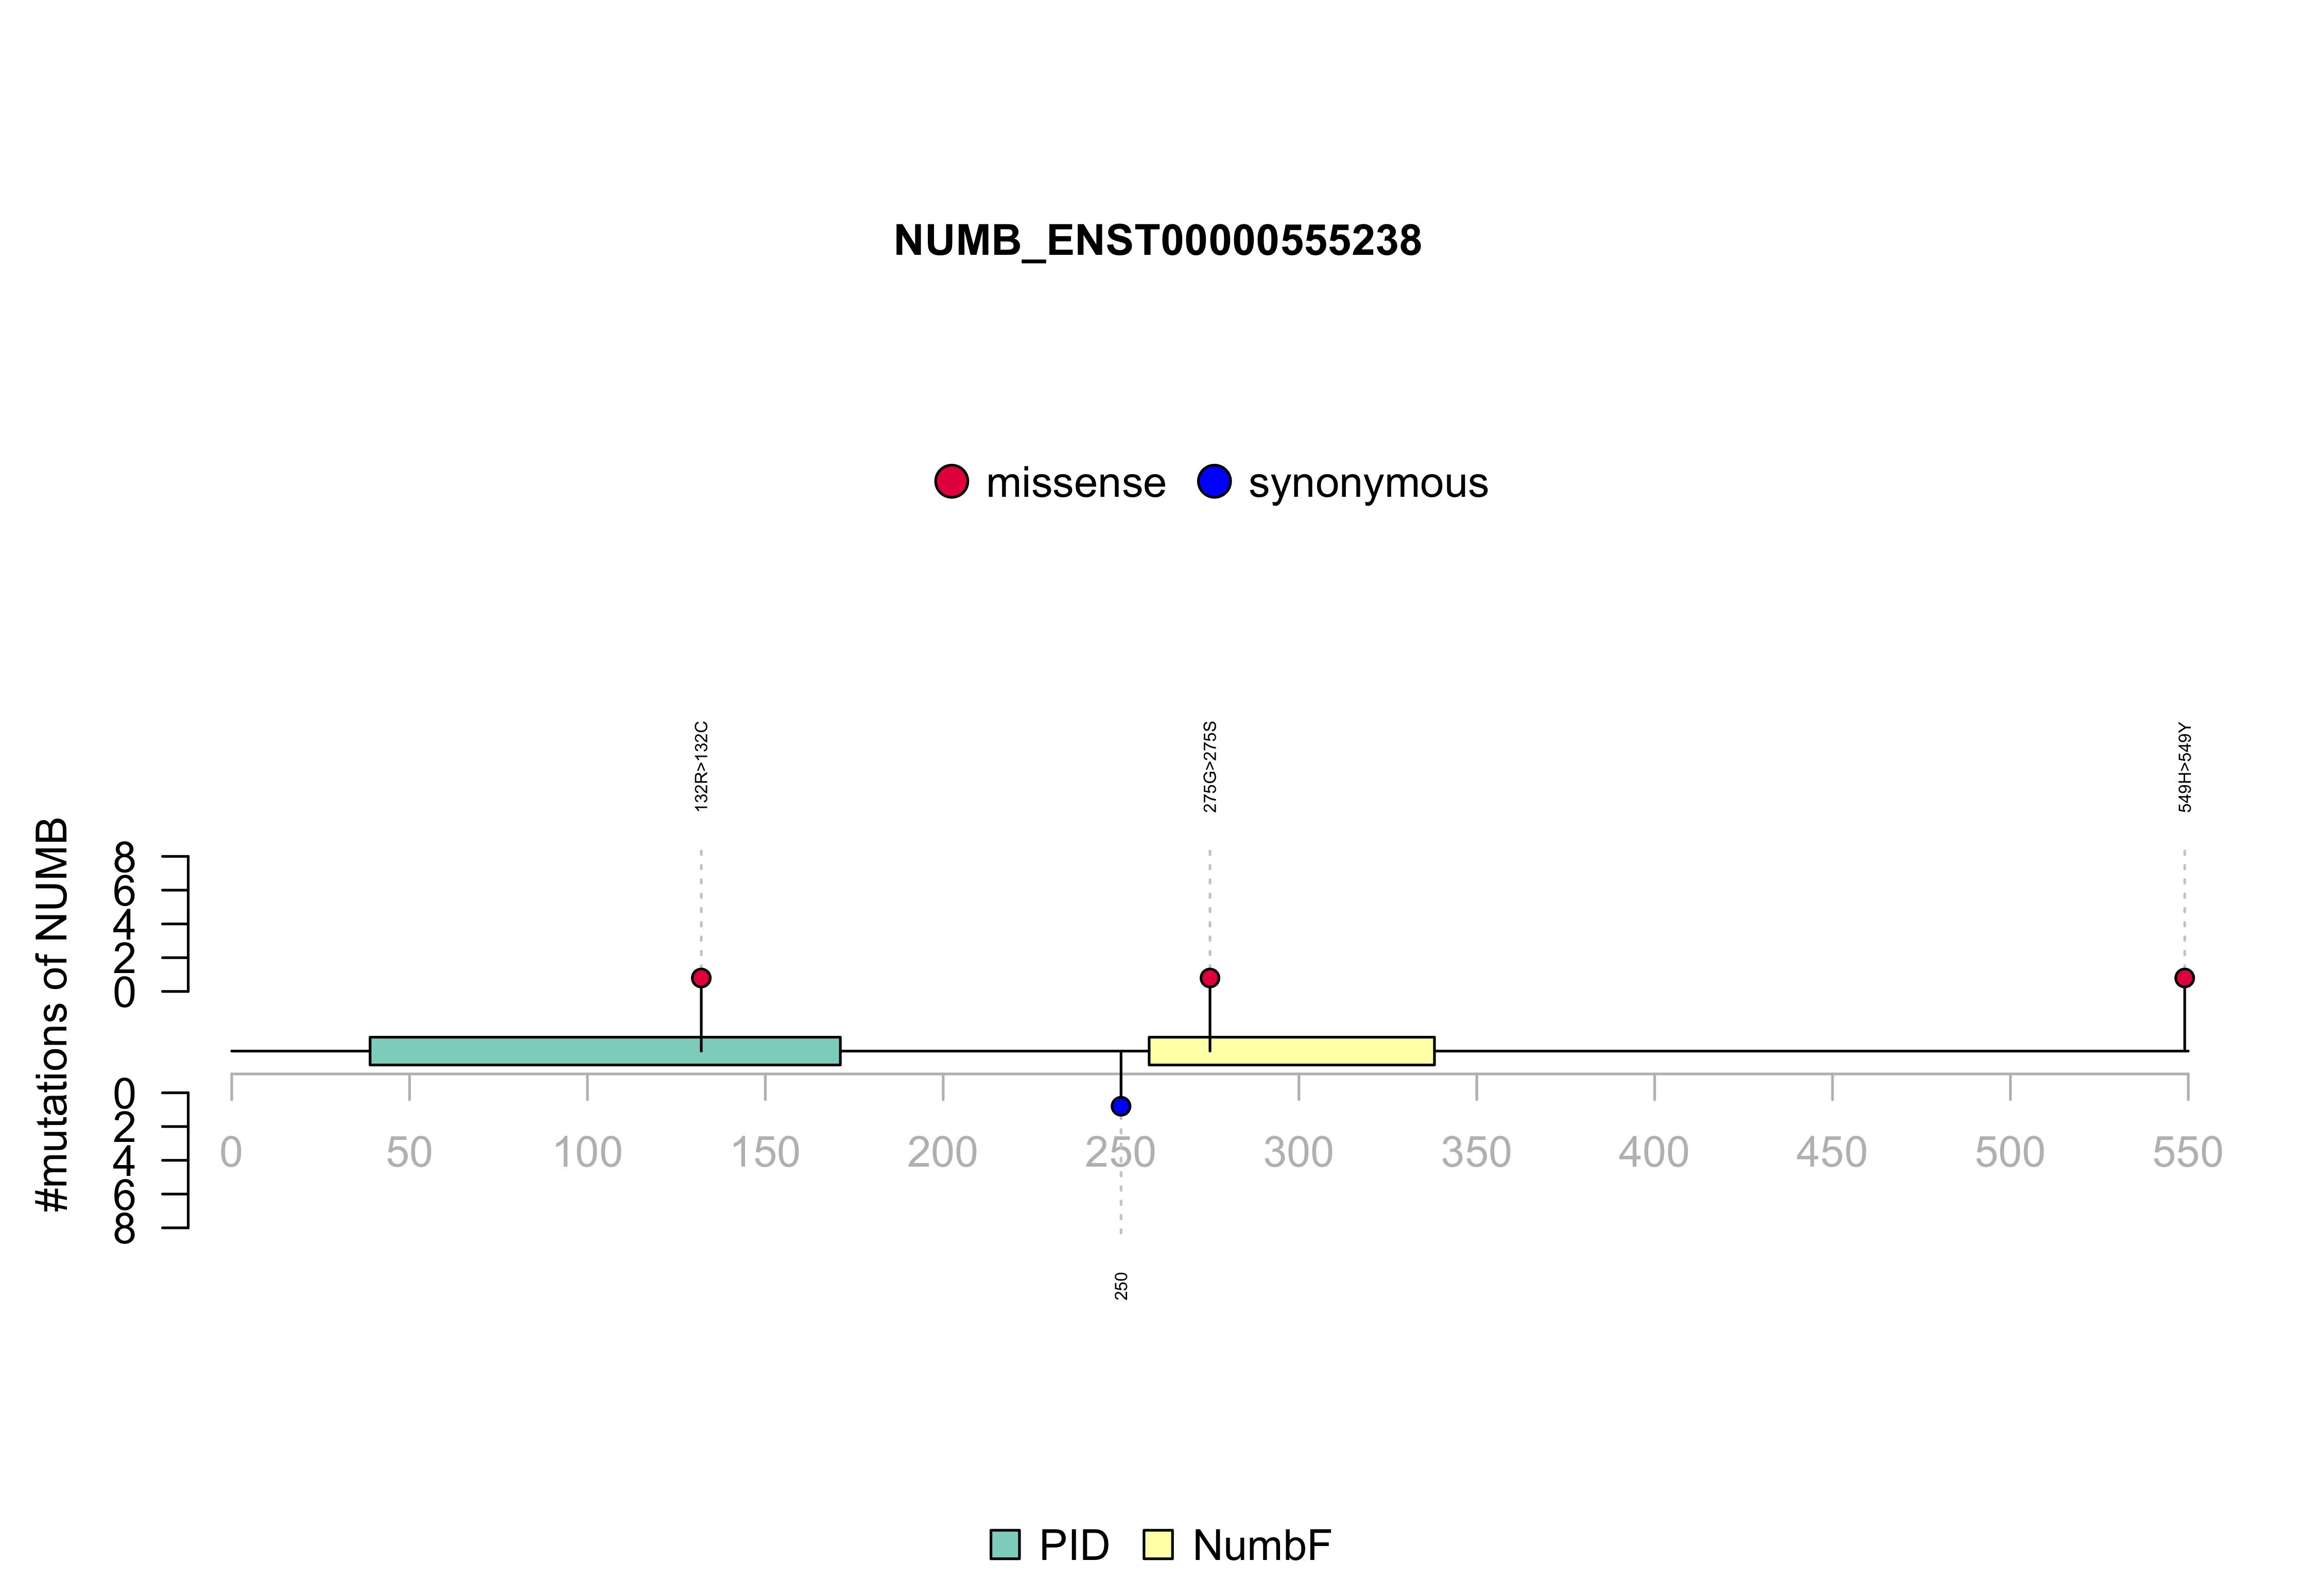 NUMB_ENST00000555238
missense synonymous
132R>132C 275G>275S 549H>549Y
#mutations of NUMB
8
6
4
2
0
0
2
4
6
8
0 50 100 150 200 250 300 350 400 450 500 550
250
PID NumbF